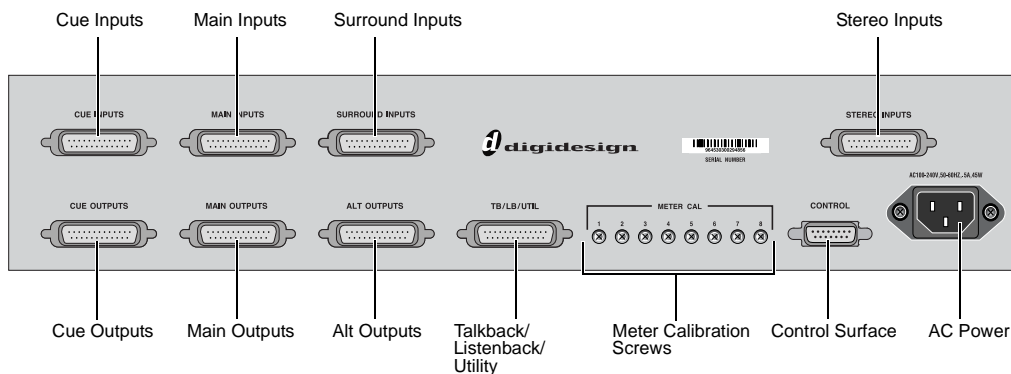 Cue Inputs
Main Inputs
Surround Inputs
Stereo Inputs
CUE INPUTS
MAIN INPUTS
SURROUND INPUTS
STEREO INPUTS
d digidesign
SERIAL NUMBER
AC100-240V,50-60HZ,.5A,45W
CUE OUTPUTS
MAIN OUTPUTS
ALT OUTPUTS
TB/LB/UTIL
METER CAL
CONTROL
1 2 3 4 5 6 7 8
Cue Outputs
Main Outputs
Alt Outputs
Talkback/
Listenback/
Utility
Meter Calibration
Screws
Control Surface
AC Power